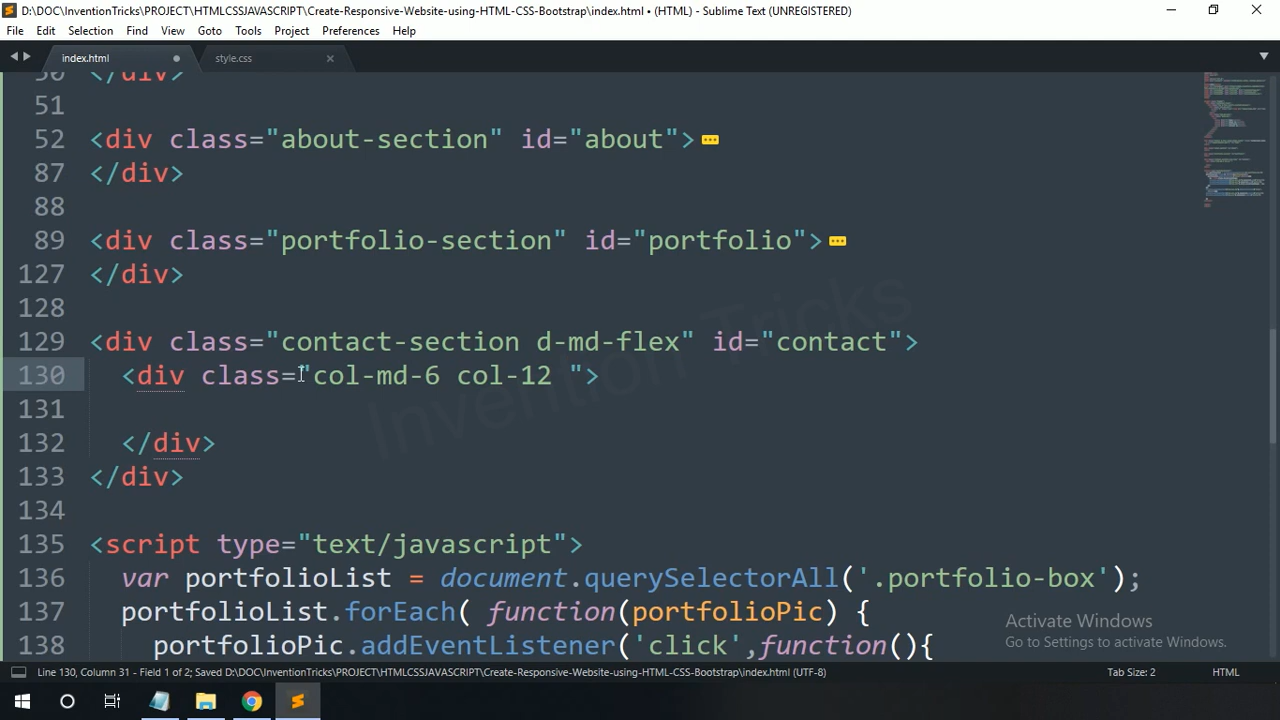 D:\DOC\InventionTricks\PROJECT\HTMLCSSJAVASCRIPT\Create-Responsive-Website-using-HTML-CSS-Bootstrap\index.html • (HTML) - Sublime Text (UNREGISTERED)
File Edit Selection Find View Goto Tools Project Preferences Help
index.html style.css
50 </div>
51
52 <div class="about-section" id="about">
87 </div>
88
89 <div class="portfolio-section" id="portfolio">
127 </div>
128
129 <div class="contact-section d-md-flex" id="contact">
130 <div class="col-md-6 col-12 ">
131
132 </div>
133 </div>
134
135 <script type="text/javascript">
136 var portfolioList = document.querySelectorAll('.portfolio-box');
137 portfolioList.forEach( function(portfolioPic) {
138 portfolioPic.addEventListener('click',function(){
Invention Tricks
Activate Windows
Go to Settings to activate Windows.
Line 130, Column 31 - Field 1 of 2; Saved D:\DOC\InventionTricks\PROJECT\HTMLCSSJAVASCRIPT\Create-Responsive-Website-using-HTML-CSS-Bootstrap\index.html (UTF-8) Tab Size: 2 HTML